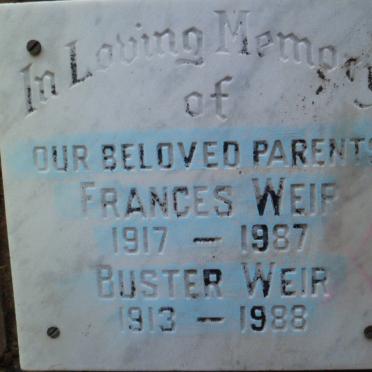 In Loving Memory
of
OUR BELOVED PARENTS
FRANCES WEIR
1917 — 1987
BUSTER WEIR
1913 — 1988